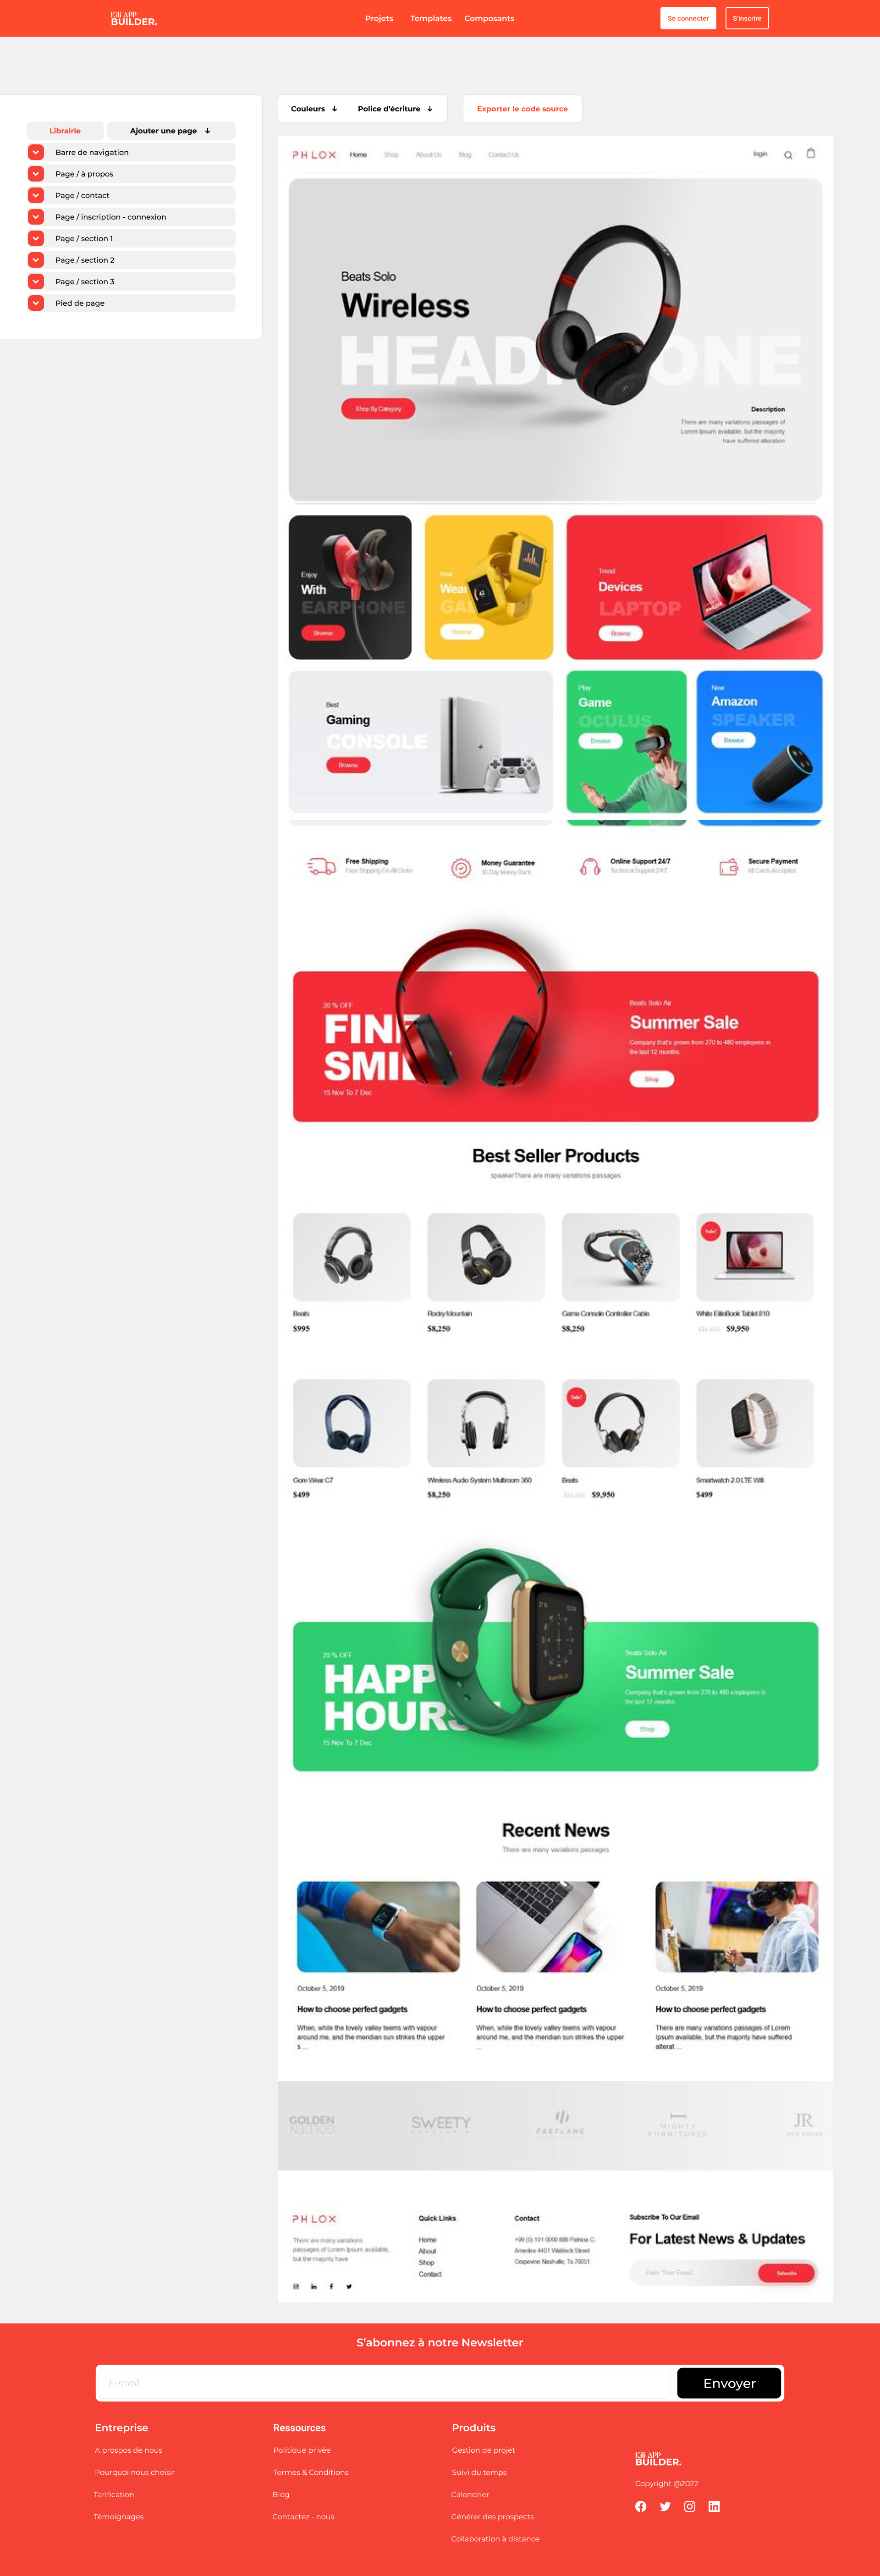 Kili APP
BUILDER.
Projets
Templates
Composants
Se connecter
S'inscrire
Couleurs
Police d'écriture
Exporter le code source
Librairie
Ajouter une page
Barre de navigation
Page / à propos
Page / contact
Page / inscription - connexion
Page / section 1
Page / section 2
Page / section 3
Pied de page
PHLOX
Home
Shop
About Us
Blog
Contact Us
login
Beats Solo
Wireless
Shop By Category
Description
There are many variations passages of
Lorem Ipsum available, but the majority
have suffered alteration
Enjoy
With
EARPHONE
Browse
New
Browse
Trend
Devices
LAPTOP
Browse
Best
Gaming
CONSOLE
Browse
Play
Game
OCULUS
Browse
New
Amazon
SPEAKER
Browse
Free Shipping
Free Shipping On All Order
Money Guarantee
30 Day Money Back
Online Support 24/7
Technical Support 24/7
Secure Payment
All Cards Accepted
20 % OFF
FINE
SMI
15 Nov To 7 Dec
Beats Solo Air
Summer Sale
Company that's grown from 270 to 480 employees in
the last 12 months.
Shop
Best Seller Products
speakerThere are many variations passages
Beats
$995
Rocky Mountain
$8,250
Game Console Controller Cable
$8,250
Sale!
White EliteBook Tablet 810
$9,950
Gore Wear C7
$499
Wireless Audio System Multiroom 360
$8,250
Sale!
Beats
$9,950
Smartwatch 2.0 LTE Wifi
$499
20 % OFF
HAPP
HOURS
15 Nov To 7 Dec
Beats Solo Air
Summer Sale
Company that's grown from 270 to 480 employees in
the last 12 months.
Shop
Recent News
There are many variations passages
October 5, 2019
How to choose perfect gadgets
When, while the lovely valley teems with vapour
around me, and the meridian sun strikes the upper
s ...
October 5, 2019
How to choose perfect gadgets
When, while the lovely valley teems with vapour
around me, and the meridian sun strikes the upper
...
October 5, 2019
How to choose perfect gadgets
There are many variations passages of Lorem
Ipsum available, but the majority have suffered
alterat ...
GOLDEN
GOLDEN
SWEETY
FASTLANE
MIGHTY
FURNITURES
JR
PHLOX
There are many variations
passages of Lorem Ipsum available,
but the majority have
Quick Links
Home
About
Shop
Contact
Contact
+99 (0) 101 0000 888 Patricia C.
Amedee 4401 Waldeck Street
Grapevine Nashville, Tx 76051
Subscribe To Our Email
For Latest News & Updates
Enter Your Email
Subscribe
S'abonnez à notre Newsletter
E-mail
Envoyer
Entreprise
A prospos de nous
Pourquoi nous choisir
Tarification
Témoignages
Ressources
Politique privée
Termes & Conditions
Blog
Contactez - nous
Produits
Gestion de projet
Suivi du temps
Calendrier
Générer des prospects
Collaboration à distance
Kili APP
BUILDER.
Copyright @2022